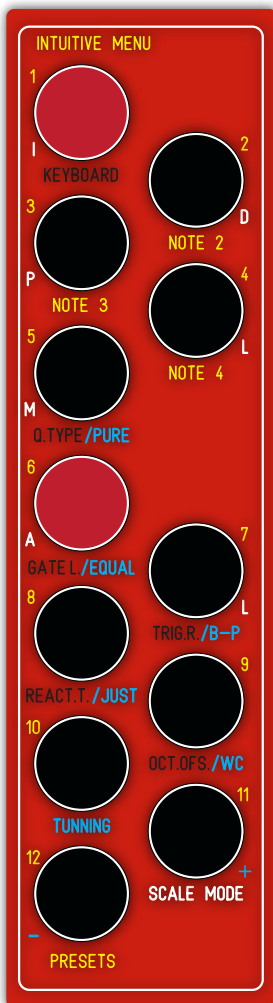 INTUITIVE MENU
1
I
KEYBOARD
2
D
NOTE 2
3
P
NOTE 3
4
L
NOTE 4
5
M
Q.TYPE/PURE
6
A
GATE L./EQUAL
7
L
TRIG.R./B-P
8
REACT.T./JUST
9
OCT.OFS./WC
10
TUNNING
11
+
SCALE MODE
12
-
PRESETS